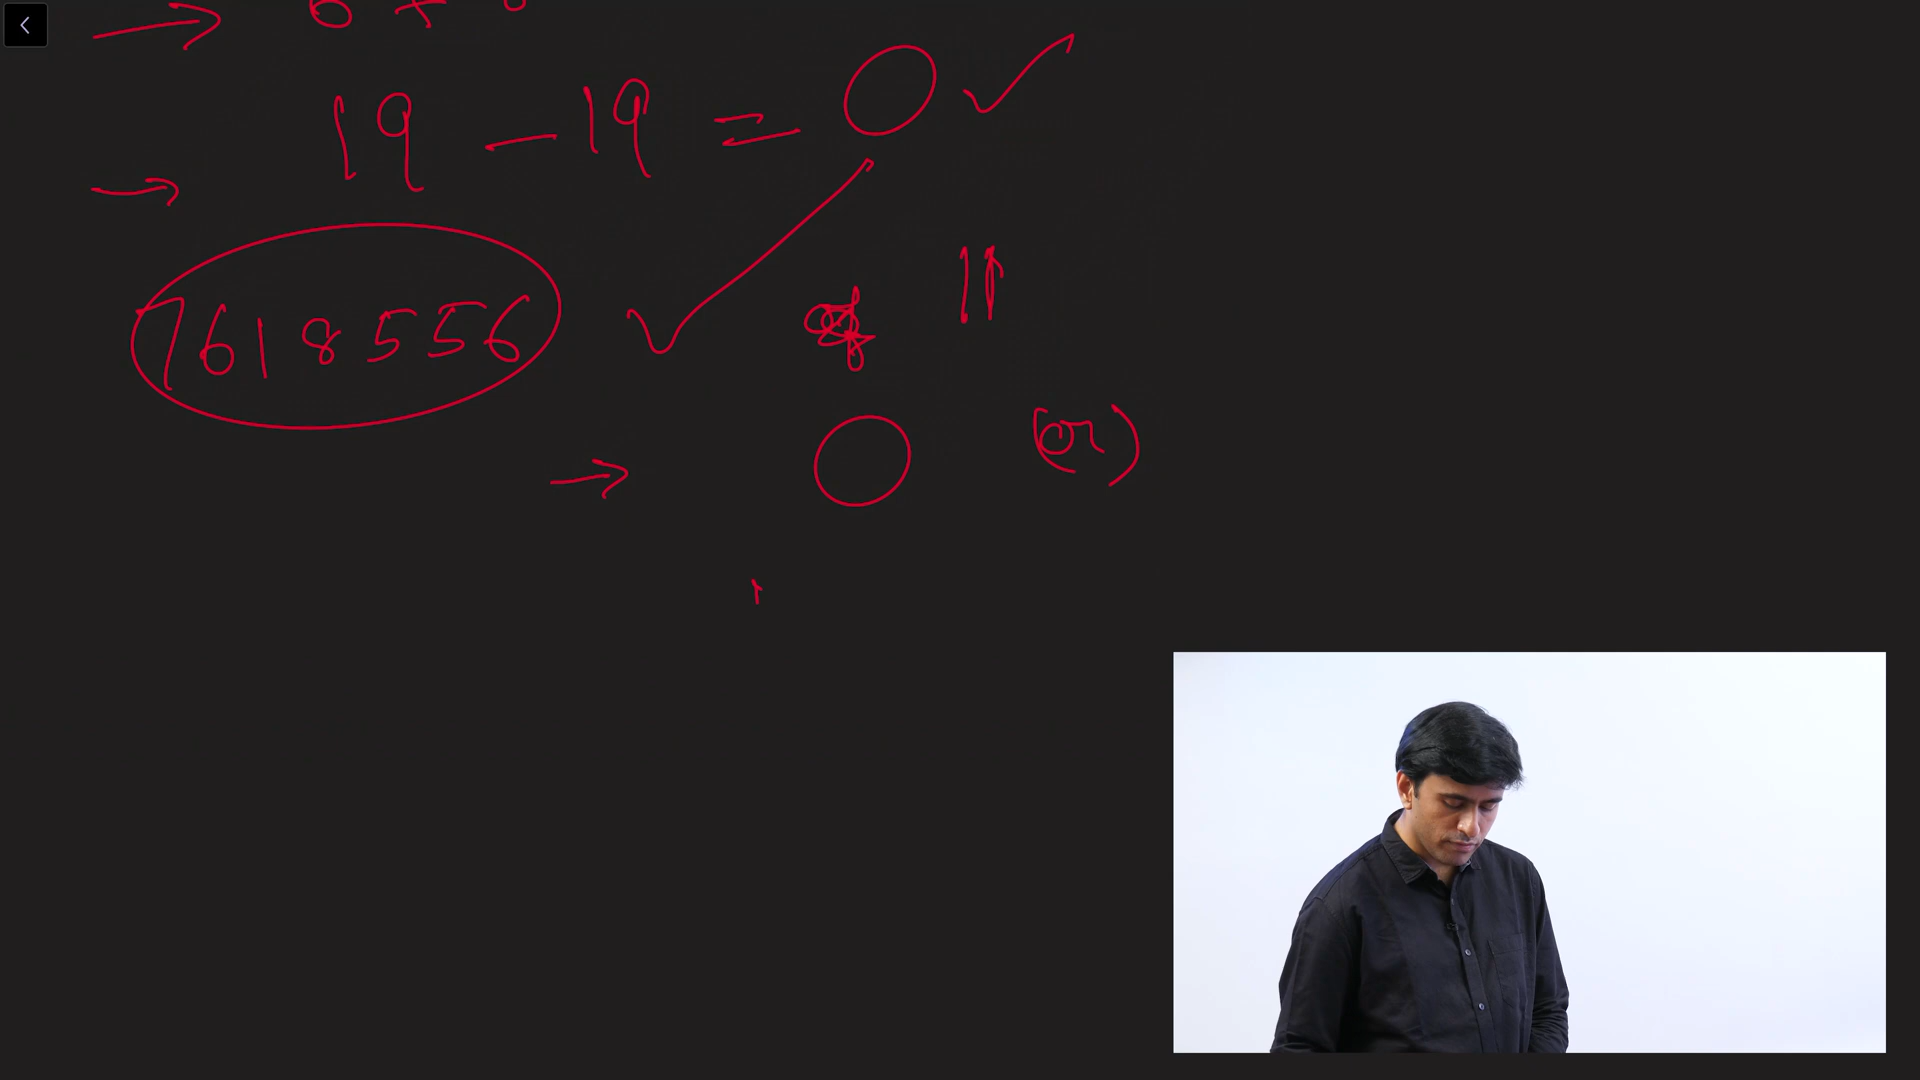 19 - 19 = 0
7618556
11
0 (or)